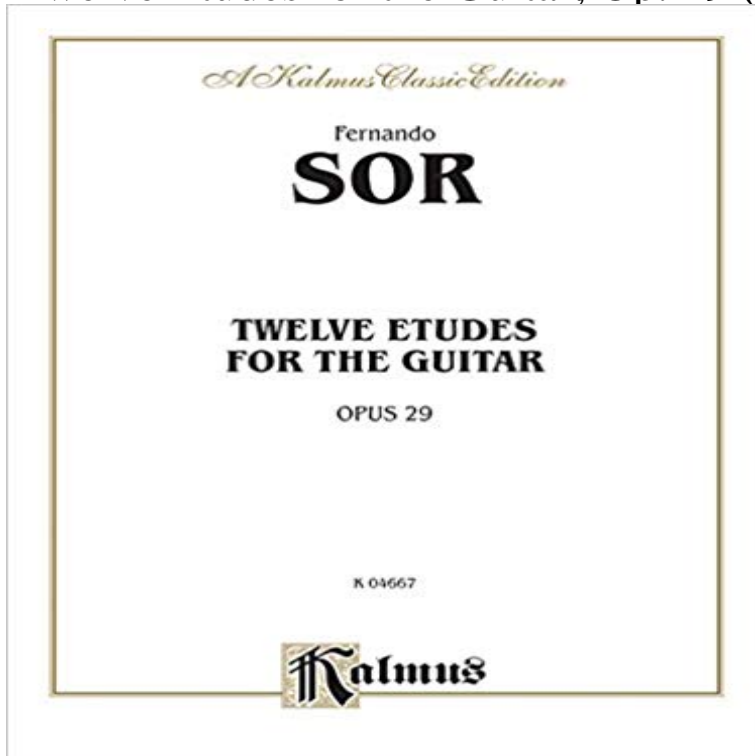 A Kalmus Classic Edition
Fernando
SOR
TWELVE ETUDES
FOR THE GUITAR
OPUS 29
K 04667
Kalmus